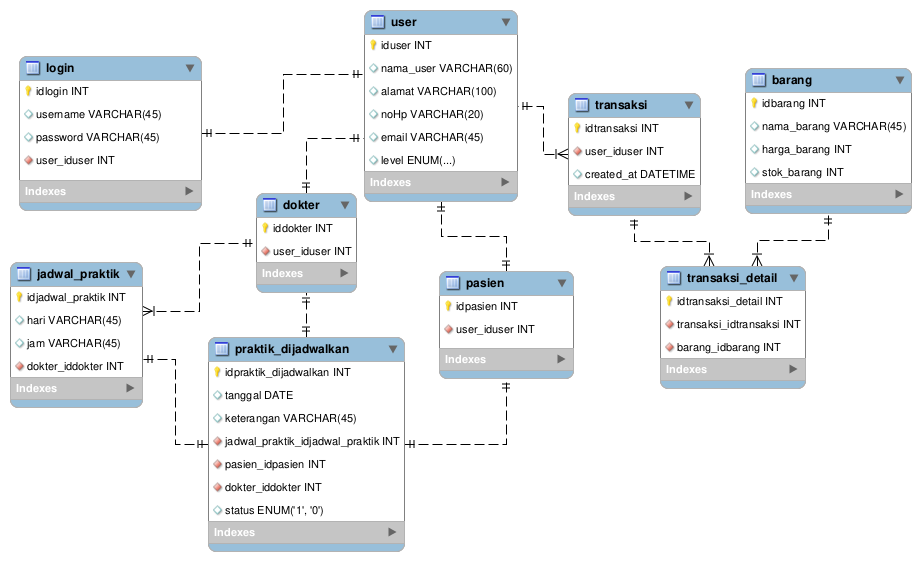 login
idlogin INT
username VARCHAR(45)
password VARCHAR(45)
user_iduser INT
Indexes
user
iduser INT
nama_user VARCHAR(60)
alamat VARCHAR(100)
noHp VARCHAR(20)
email VARCHAR(45)
level ENUM(...)
Indexes
transaksi
idtransaksi INT
user_iduser INT
created_at DATETIME
Indexes
barang
idbarang INT
nama_barang VARCHAR(45)
harga_barang INT
stok_barang INT
Indexes
dokter
iddokter INT
user_iduser INT
Indexes
jadwal_praktik
idjadwal_praktik INT
hari VARCHAR(45)
jam VARCHAR(45)
dokter_iddokter INT
Indexes
pasien
idpasien INT
user_iduser INT
Indexes
transaksi_detail
idtransaksi_detail INT
transaksi_idtransaksi INT
barang_idbarang INT
Indexes
praktik_dijadwalkan
idpraktik_dijadwalkan INT
tanggal DATE
keterangan VARCHAR(45)
jadwal_praktik_idjadwal_praktik INT
pasien_idpasien INT
dokter_iddokter INT
status ENUM('1', '0')
Indexes